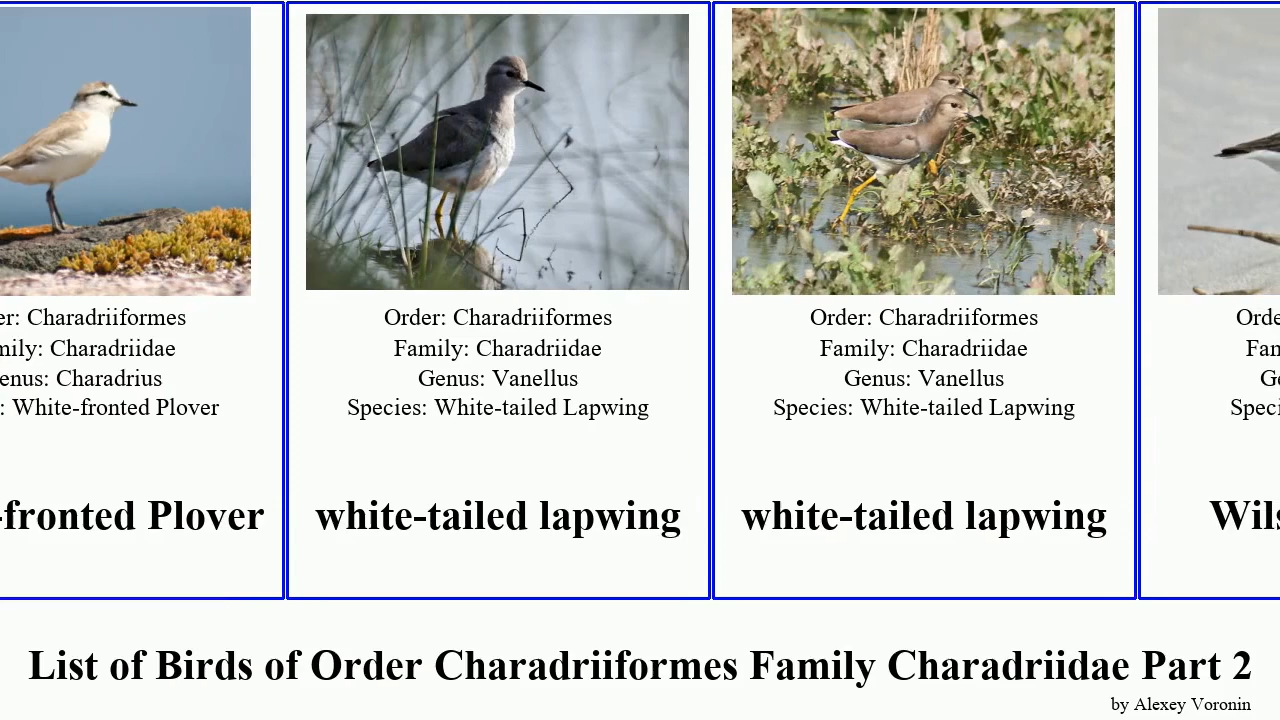 er: Charadriiformes
mily: Charadriidae
enus: Charadrius
: White-fronted Plover
-fronted Plover
Order: Charadriiformes
Family: Charadriidae
Genus: Vanellus
Species: White-tailed Lapwing
white-tailed lapwing
Order: Charadriiformes
Family: Charadriidae
Genus: Vanellus
Species: White-tailed Lapwing
white-tailed lapwing
Orde
Fan
Ge
Speci
Wils
List of Birds of Order Charadriiformes Family Charadriidae Part 2
by Alexey Voronin